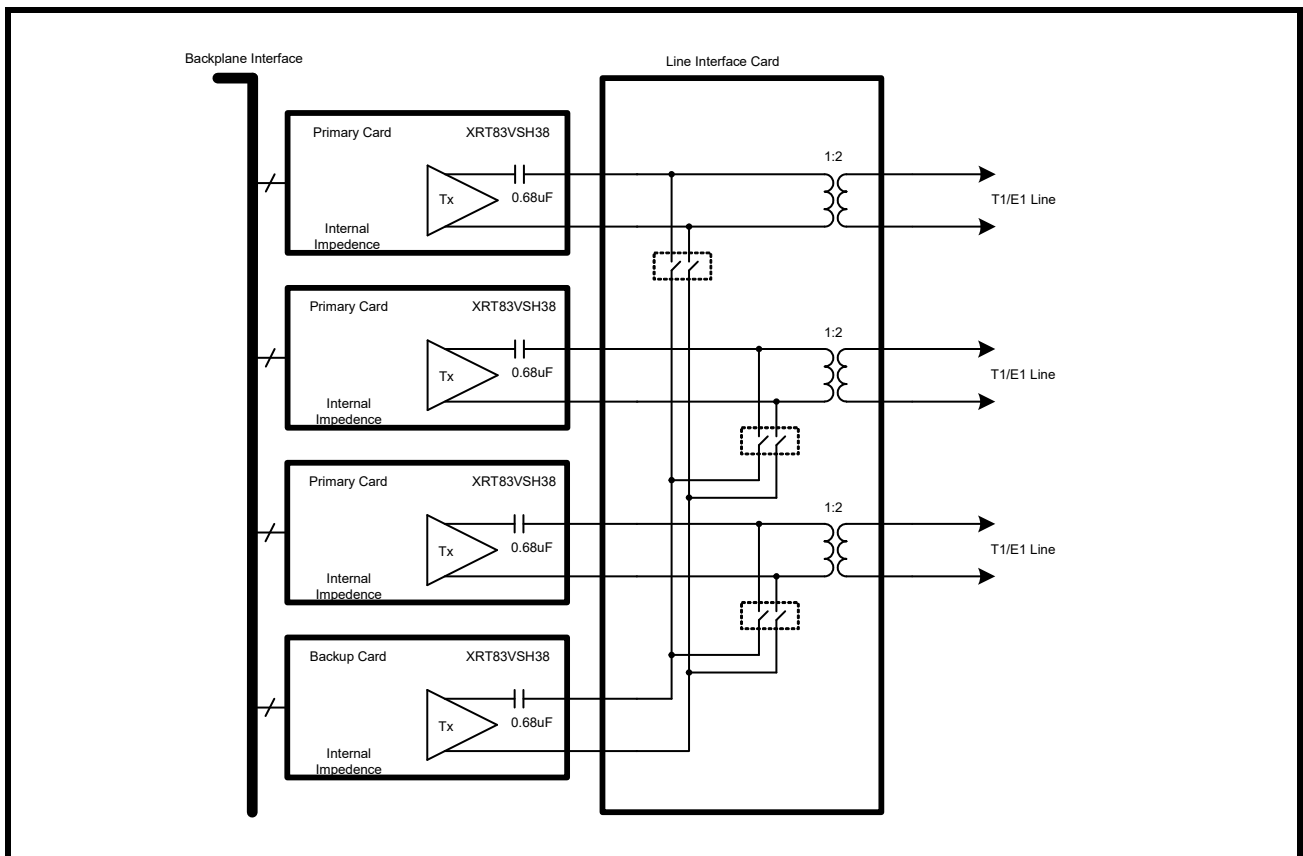 Backplane Interface
Line Interface Card
Primary Card
XRT83VSH38
1:2
Tx
0.68uF
T1/E1 Line
Internal
Impedence
Primary Card
XRT83VSH38
1:2
Tx
0.68uF
T1/E1 Line
Internal
Impedence
Primary Card
XRT83VSH38
1:2
Tx
0.68uF
T1/E1 Line
Internal
Impedence
Backup Card
XRT83VSH38
Tx
0.68uF
Internal
Impedence